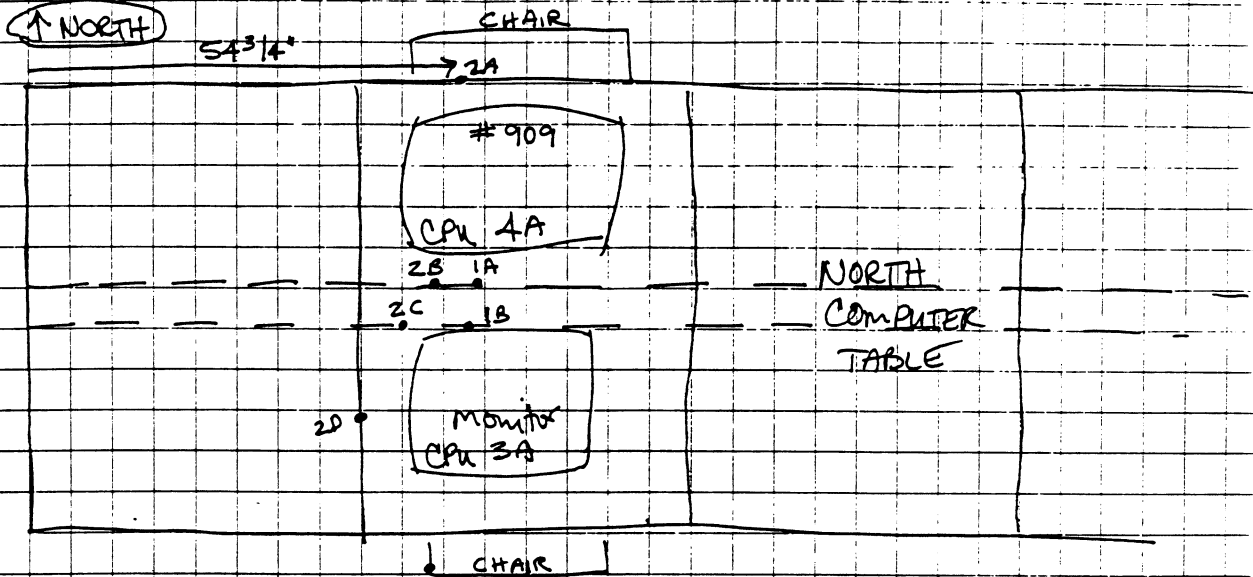 ↑ NORTH
CHAIR
54 3/4"
2A
# 909
CPU 4A
2B 1A
NORTH
2C 1B
COMPUTER
TABLE
2D
Monitor
CPU 3A
CHAIR